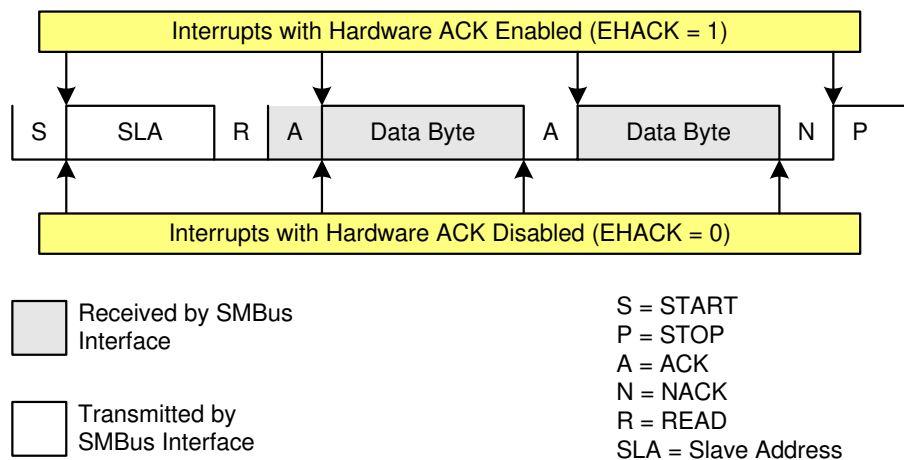 Interrupts with Hardware ACK Enabled (EHACK = 1)
S SLA R A Data Byte A Data Byte N P
Interrupts with Hardware ACK Disabled (EHACK = 0)
Received by SMBus
Interface
Transmitted by
SMBus Interface
S = START
P = STOP
A = ACK
N = NACK
R = READ
SLA = Slave Address